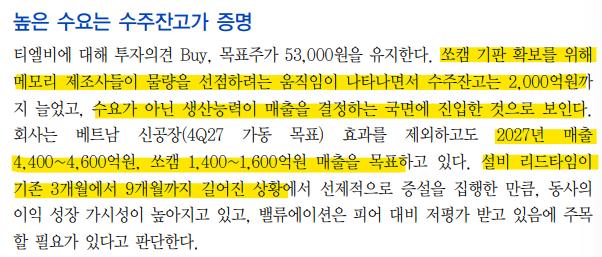 높은 수요는 수주잔고가 증명
티엘비에 대해 투자의견 Buy, 목표주가 53,000원을 유지한다. 쏘캠 기판 확보를 위해
메모리 제조사들이 물량을 선점하려는 움직임이 나타나면서 수주잔고는 2,000억원까
지 늘었고, 수요가 아닌 생산능력이 매출을 결정하는 국면에 진입한 것으로 보인다.
회사는 베트남 신공장(4Q27 가동 목표) 효과를 제외하고도 2027년 매출
4,400~4,600억원, 쏘캠 1,400~1,600억원 매출을 목표하고 있다. 설비 리드타임이
기존 3개월에서 9개월까지 길어진 상황에서 선제적으로 증설을 집행한 만큼, 동사의
이익 성장 가시성이 높아지고 있고, 밸류에이션은 피어 대비 저평가 받고 있음에 주목
할 필요가 있다고 판단한다.